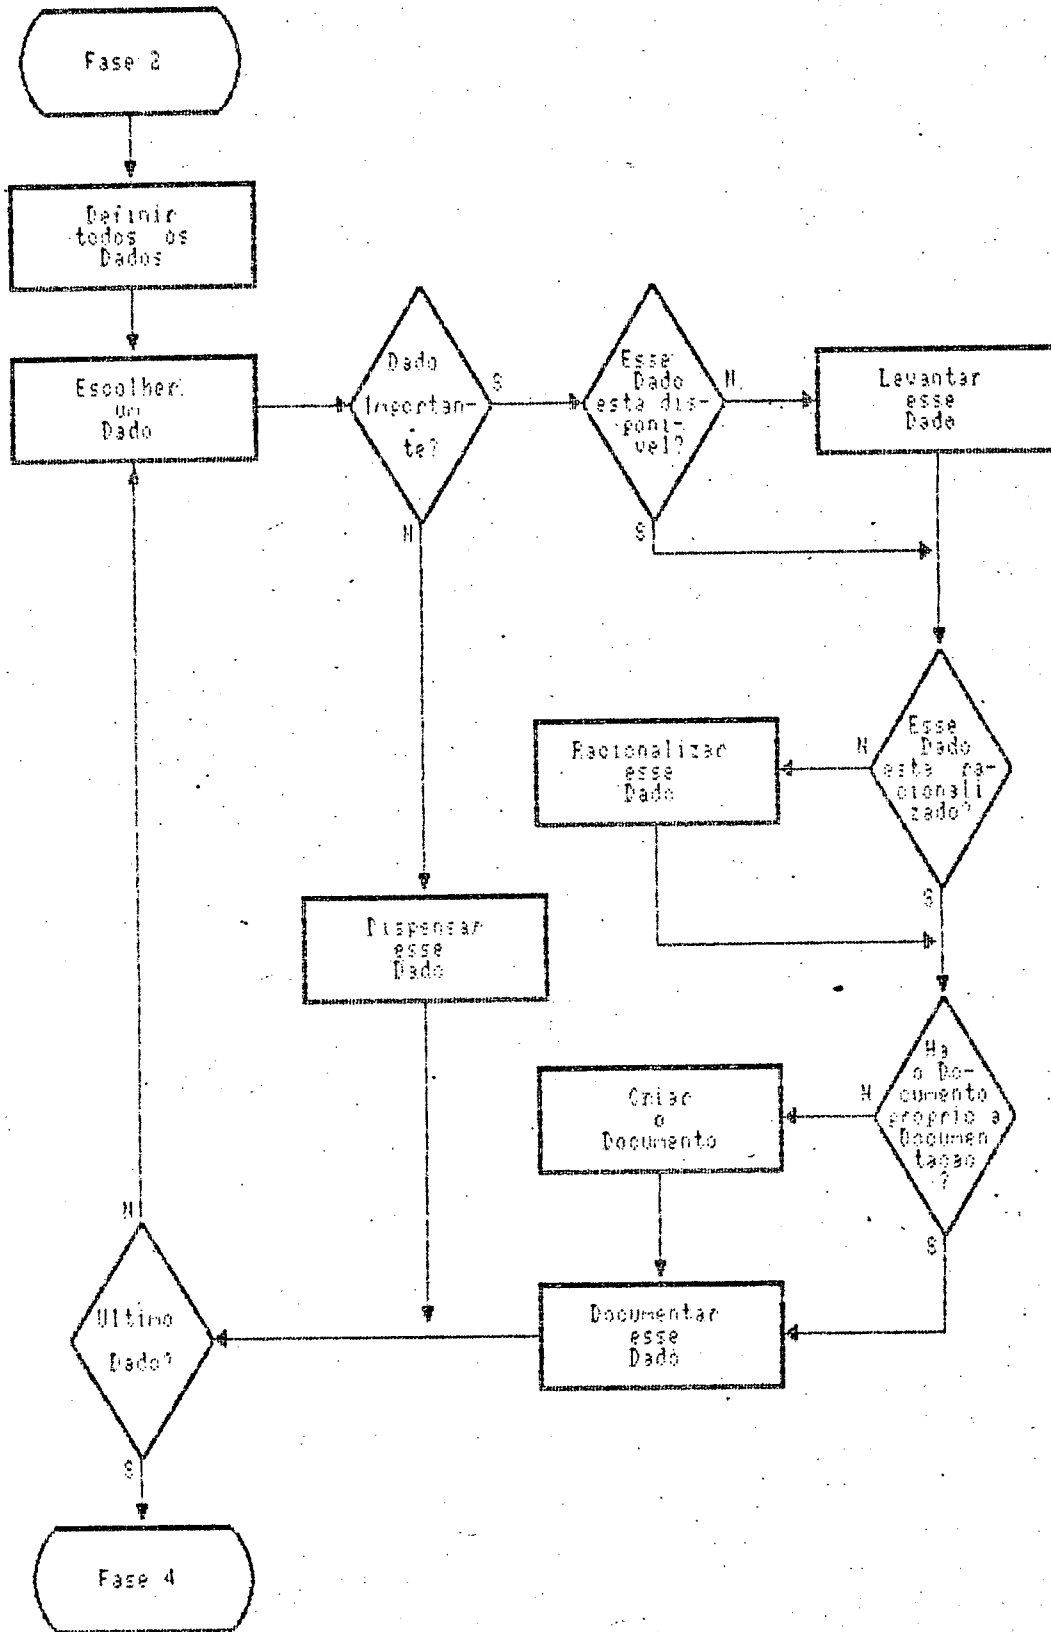 Fase 2
Definir
todos os
Dados
Escolher
um
Dado
Dado
Importan-
te?
S
N
Esse
Dado
esta dis-
poni-
vel?
N
S
Levantar
esse
Dado
Esse
Dado
esta ra-
cionali
zado?
N
S
Racionalizar
esse
Dado
Dispensar
esse
Dado
Ha
o Do-
cumento
proprio a
Documen
tacao
?
N
S
Criar
o
Documento
Documentar
esse
Dado
Ultimo
Dado?
N
S
Fase 4